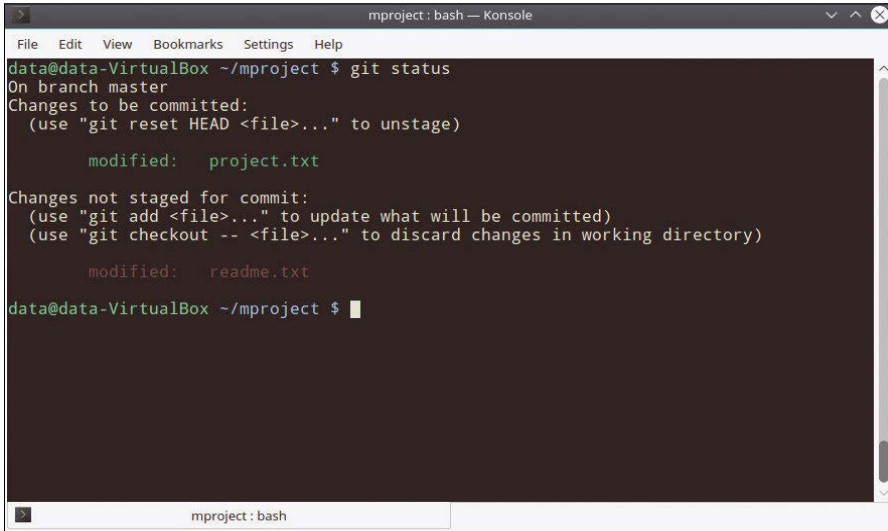 mproject : bash — Konsole
File Edit View Bookmarks Settings Help
data@data-VirtualBox ~/mproject $ git status
On branch master
Changes to be committed:
  (use "git reset HEAD <file>..." to unstage)
        modified:   project.txt
Changes not staged for commit:
  (use "git add <file>..." to update what will be committed)
  (use "git checkout -- <file>..." to discard changes in working directory)
        modified:   readme.txt
data@data-VirtualBox ~/mproject $
mproject : bash